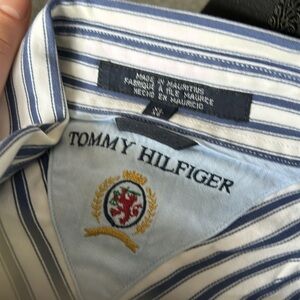 MADE IN MAURITIUS
FABRIQUÉ À ÎLE MAURICE
HECHO EN MAURICIO
TOMMY HILFIGER